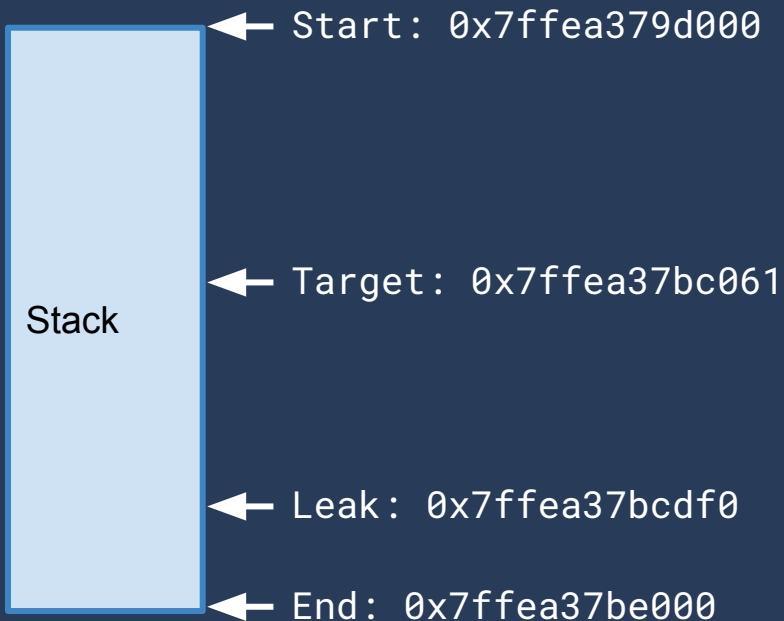 Start: 0x7ffea379d000
Target: 0x7ffea37bc061
Stack
Leak: 0x7ffea37bcdf0
End: 0x7ffea37be000